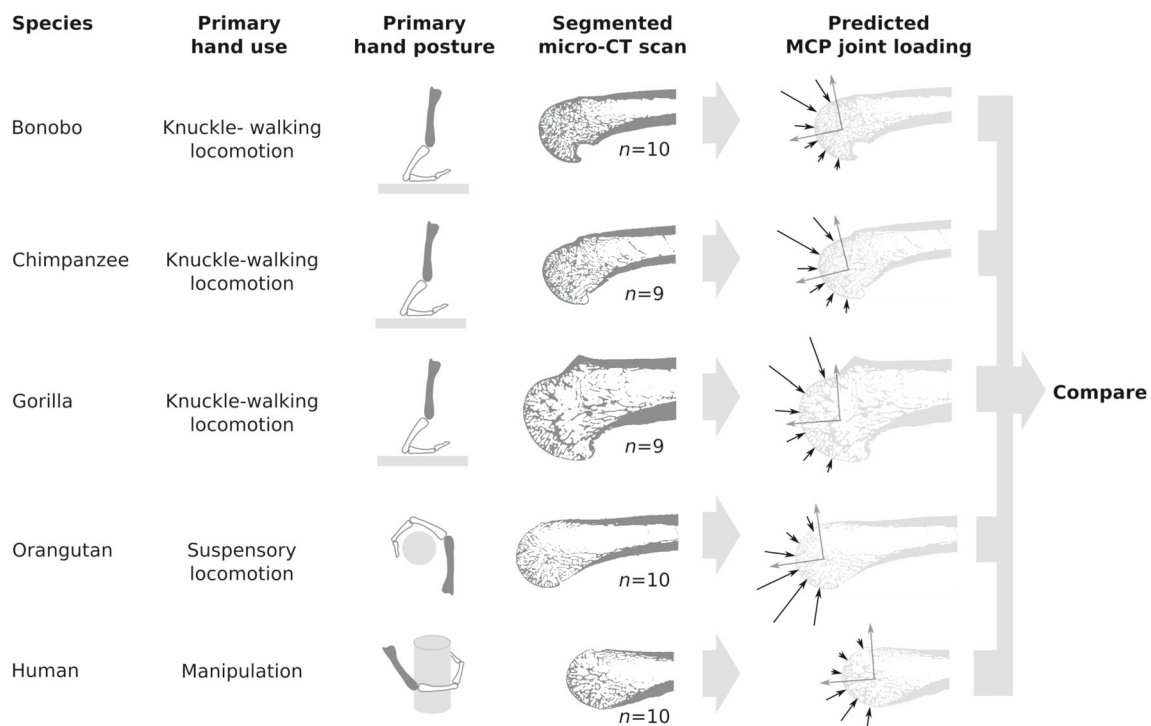 Species
Primary
hand use
Primary
hand posture
Segmented
micro-CT scan
Predicted
MCP joint loading
Bonobo
Knuckle- walking
locomotion
n=10
Chimpanzee
Knuckle-walking
locomotion
n=9
Gorilla
Knuckle-walking
locomotion
n=9
Compare
Orangutan
Suspensory
locomotion
n=10
Human
Manipulation
n=10